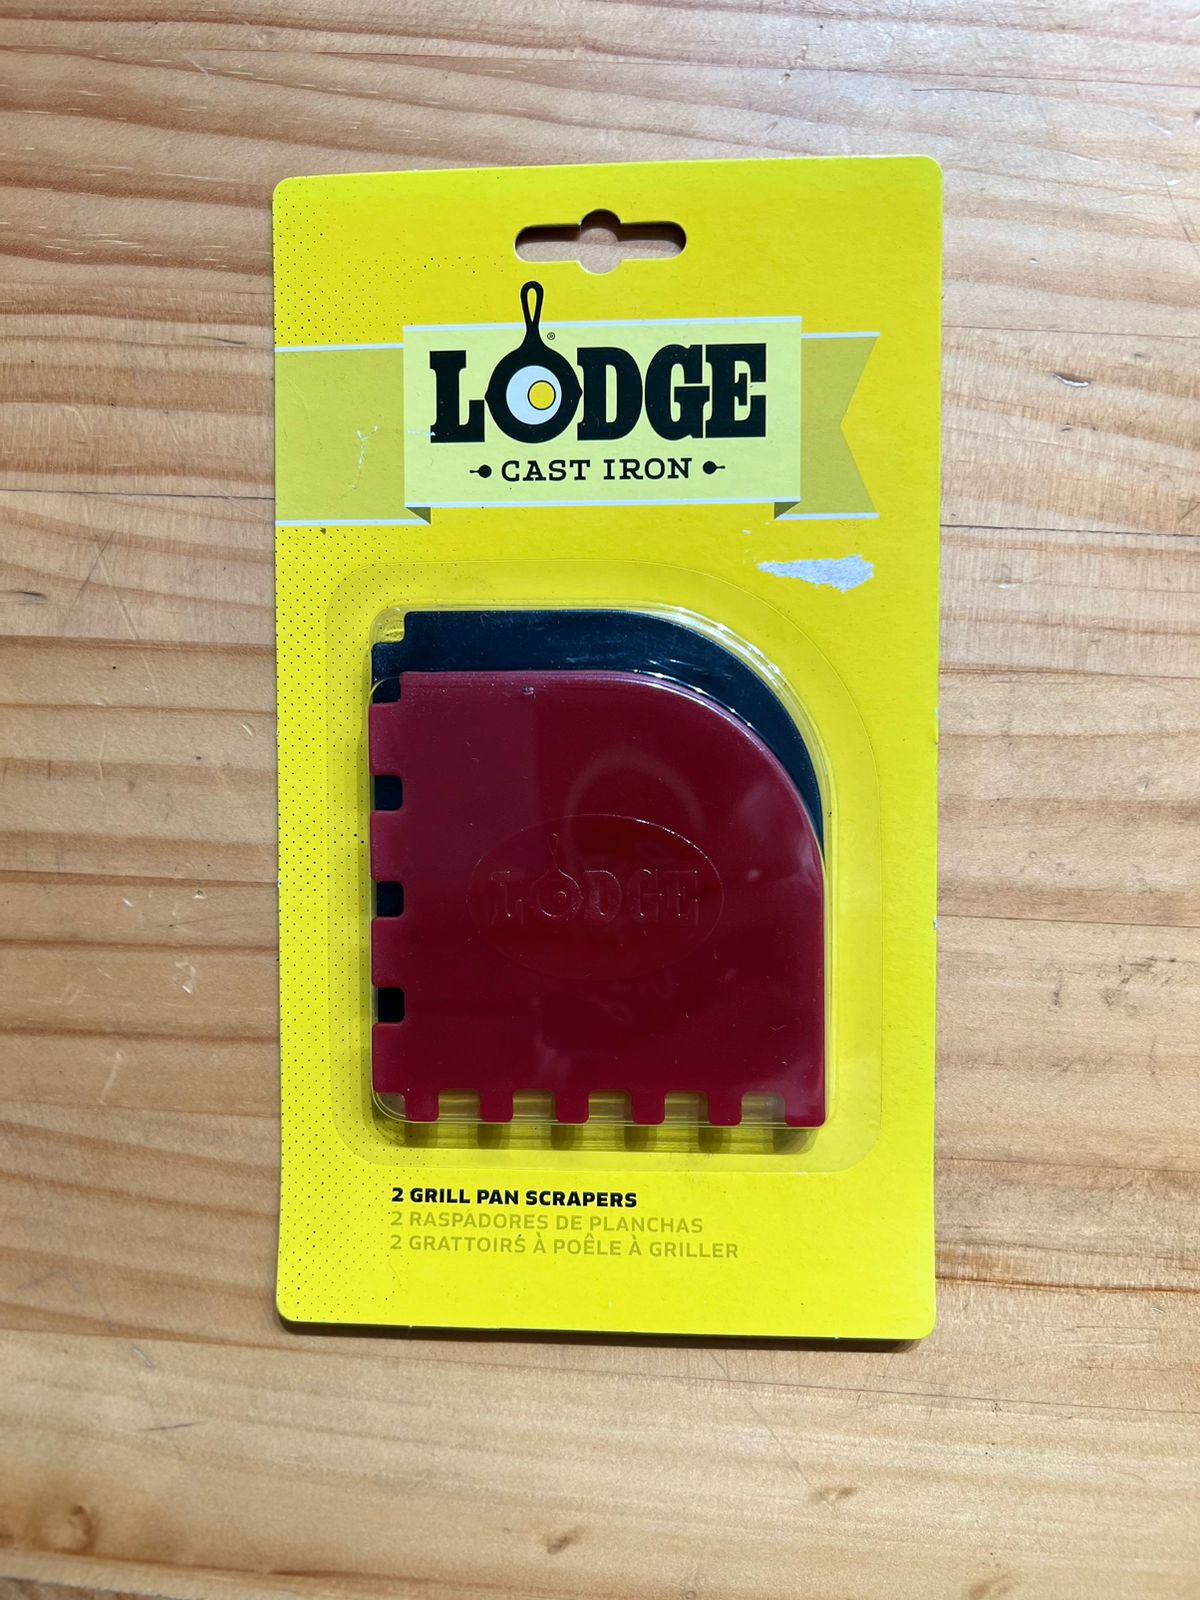 LODGE®
CAST IRON
LODGE
2 GRILL PAN SCRAPERS
2 RASPADORES DE PLANCHAS
2 GRATTOIRS À POÊLE À GRILLER